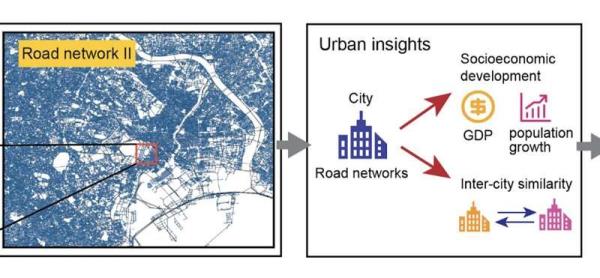 Road network II
Urban insights
Socioeconomic
development
City
GDP
population
growth
Road networks
Inter-city similarity